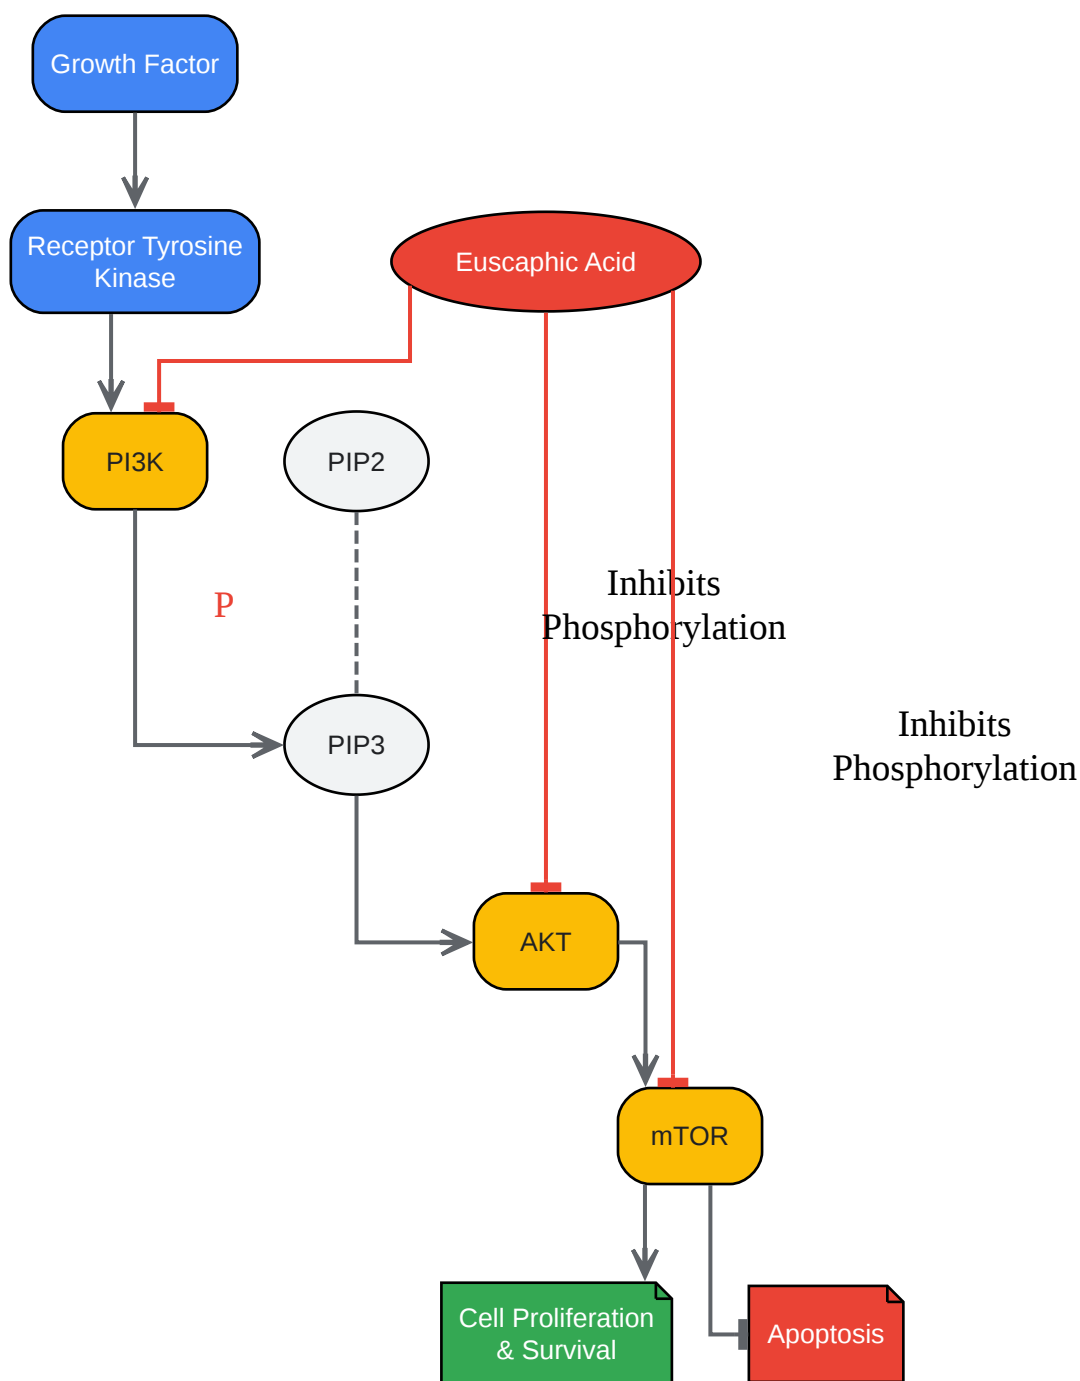 Growth Factor
Receptor Tyrosine
Kinase
Euscaphic Acid
PI3K
PIP2
Inhibits
Phosphorylation
P
Inhibits
Phosphorylation
PIP3
AKT
mTOR
Cell Proliferation
& Survival
Apoptosis